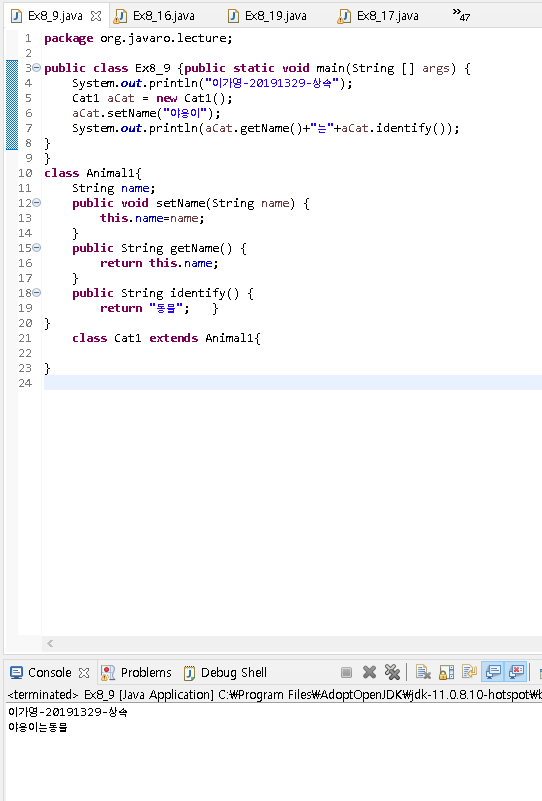 Ex8_9.java Ex8_16.java Ex8_19.java Ex8_17.java »47
1 package org.javaro.lecture;
2
3 public class Ex8_9 {public static void main(String [] args) {
4 System.out.println("이가영-20191329-상속");
5 Cat1 aCat = new Cat1();
6 aCat.setName("야옹이");
7 System.out.println(aCat.getName()+"는"+aCat.identify());
8 }
9 }
10 class Animal1{
11 String name;
12 public void setName(String name) {
13 this.name=name;
14 }
15 public String getName() {
16 return this.name;
17 }
18 public String identify() {
19 return "동물"; }
20 }
21 class Cat1 extends Animal1{
22
23 }
24
Console Problems Debug Shell
<terminated> Ex8_9 [Java Application] C:₩Program Files₩AdoptOpenJDK₩jdk-11.0.8.10-hotspot₩b
이가영-20191329-상속
야옹이는동물